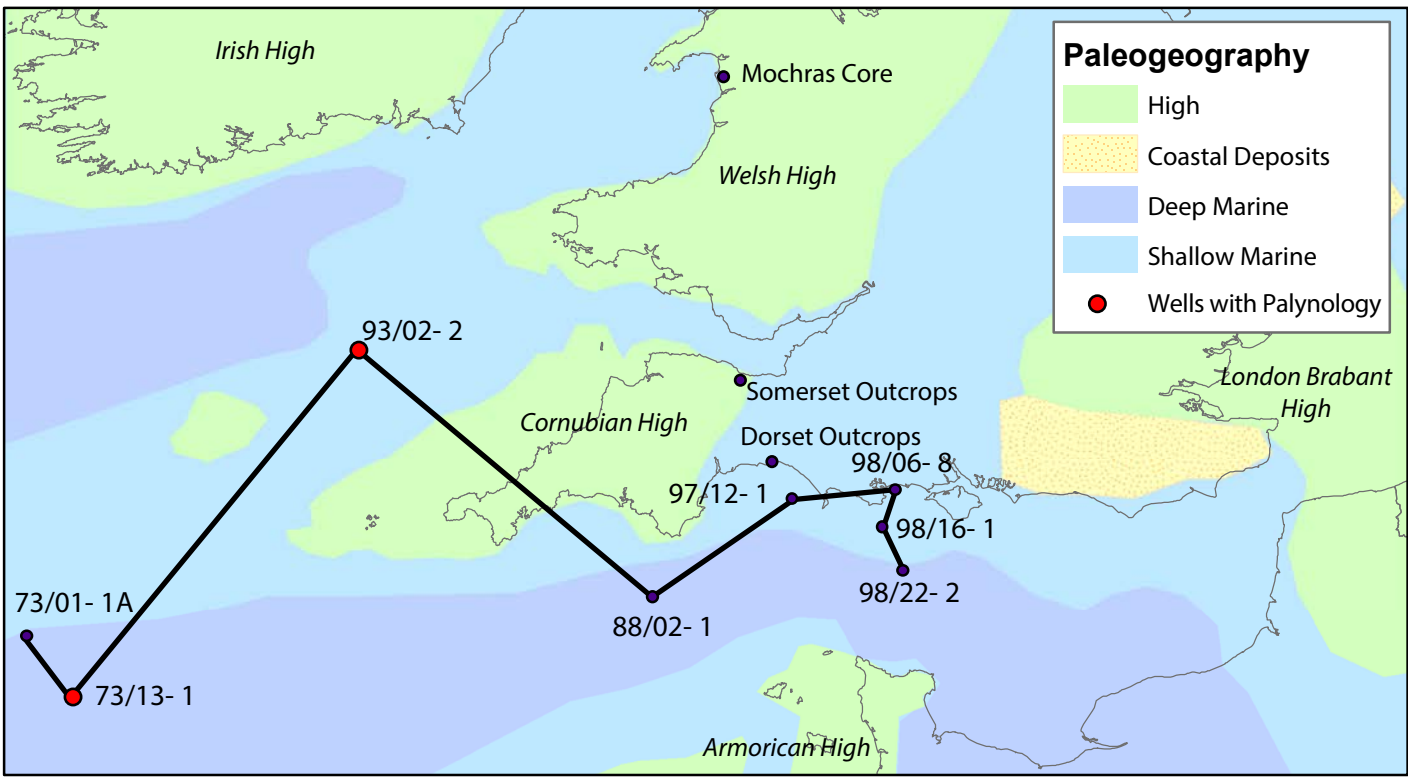 Irish High
Mochras Core
Welsh High
Paleogeography
High
Coastal Deposits
Deep Marine
Shallow Marine
Wells with Palynology
93/02- 2
London Brabant
High
Somerset Outcrops
Cornubian High
Dorset Outcrops
98/06- 8
97/12- 1
98/16- 1
98/22- 2
73/01- 1A
88/02- 1
73/13- 1
Armorican High